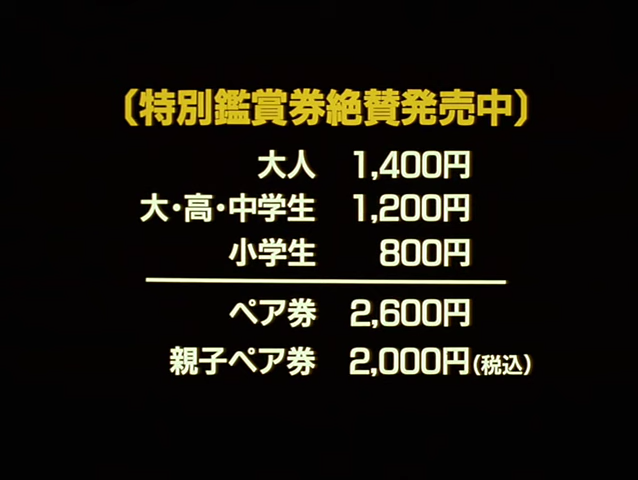 〔特別鑑賞券絶賛発売中〕
大人 1,400円
大・高・中学生 1,200円
小学生 800円
ペア券 2,600円
親子ペア券 2,000円(税込)